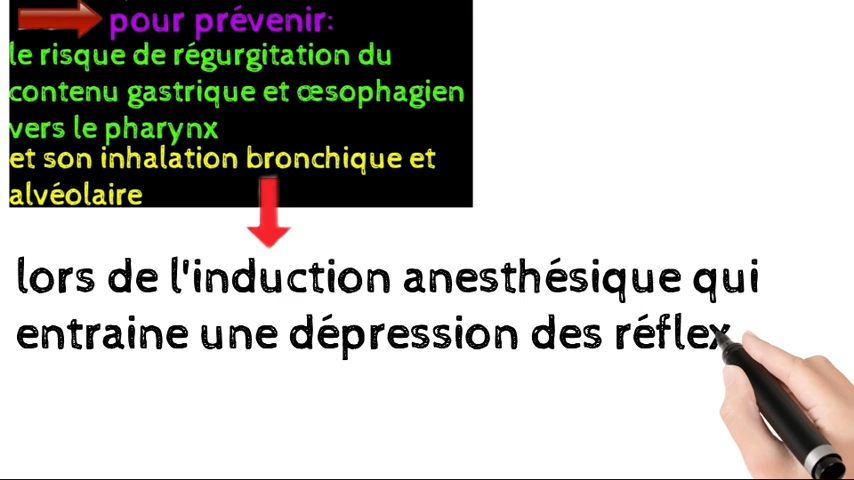 pour prévenir:
le risque de régurgitation du
contenu gastrique et œsophagien
vers le pharynx
et son inhalation bronchique et
alvéolaire
lors de l'induction anesthésique qui
entraine une dépression des réflex